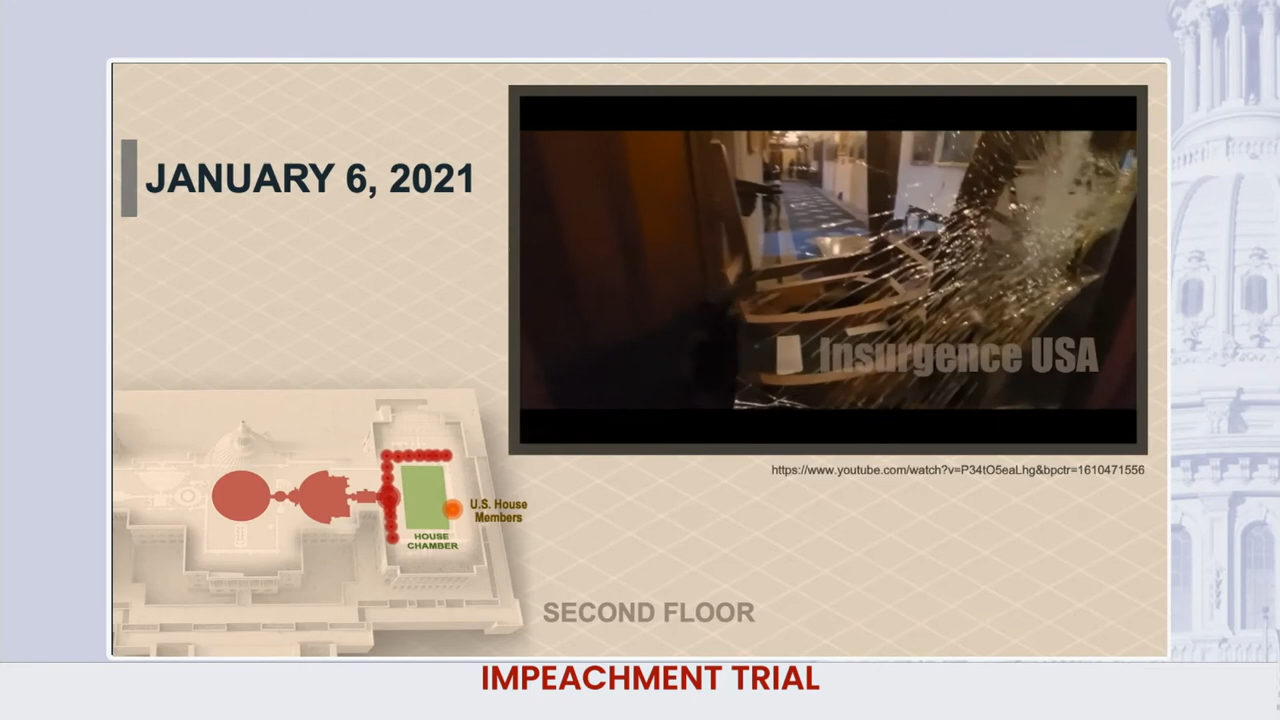 JANUARY 6, 2021
Insurgence USA
https://www.youtube.com/watch?v=P34tO5eaLhg&bpctr=1610471556
U.S. House
Members
HOUSE
CHAMBER
SECOND FLOOR
IMPEACHMENT TRIAL